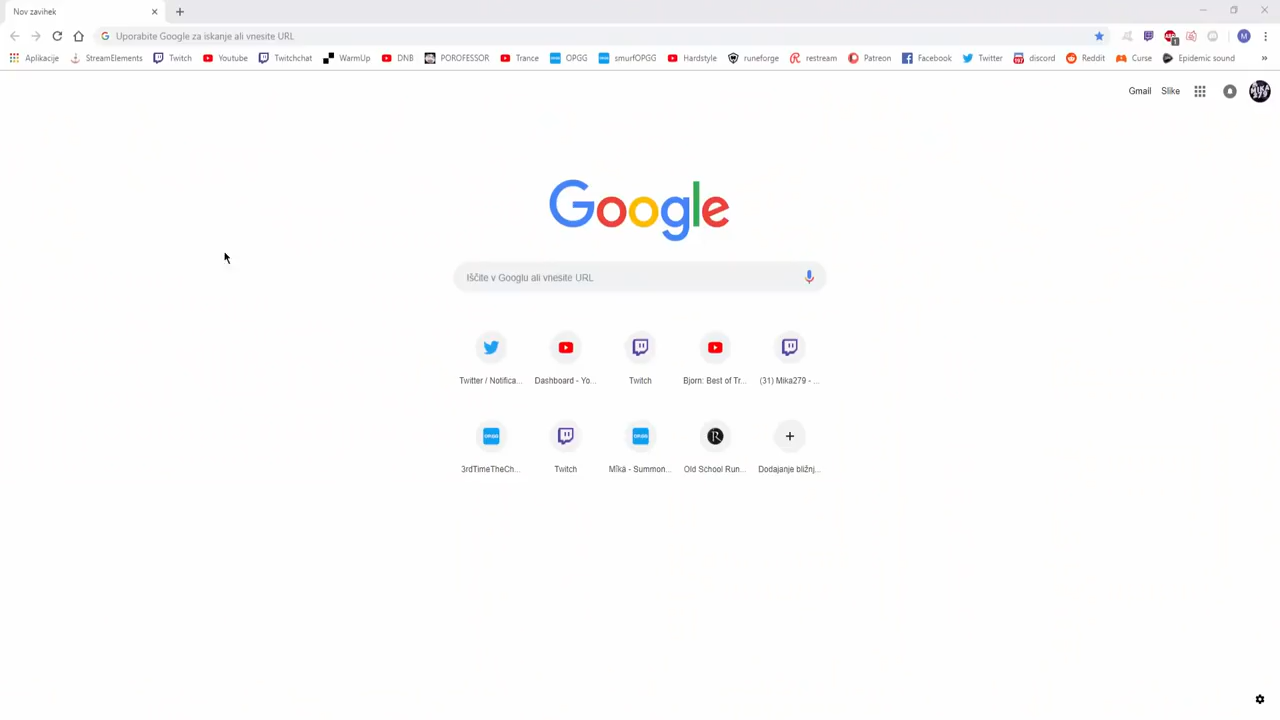 Nov zavihek
Uporabite Google za iskanje ali vnesite URL
Aplikacije StreamElements Twitch Youtube Twitchchat WarmUp DNB POROFESSOR Trance OPGG smurfOPGG Hardstyle runeforge restream Patreon Facebook Twitter discord Reddit Curse Epidemic sound »
Gmail Slike
Google
Iščite v Googlu ali vnesite URL
Twitter / Notifica... Dashboard - Yo... Twitch Bjorn: Best of Tr... (31) Mika279 - ...
3rdTimeTheCh... Twitch Mĩkà - Summon... Old School Run... Dodajanje bližnj...